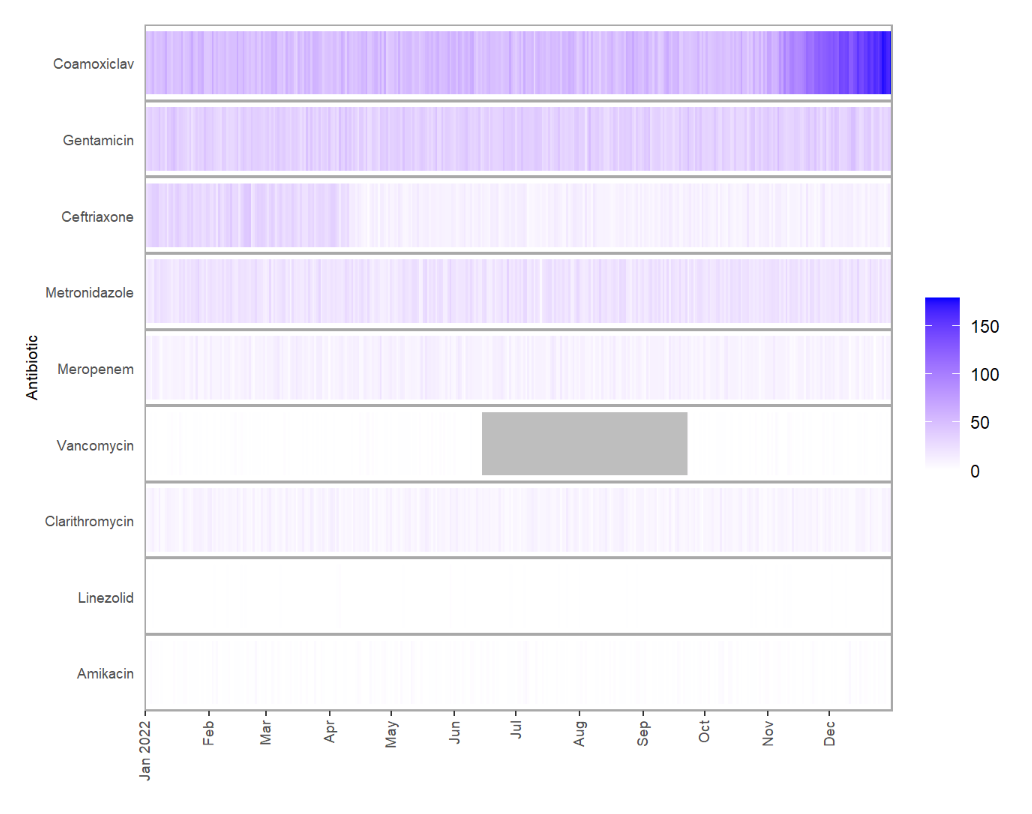 Coamoxiclav
Gentamicin
Ceftriaxone
Metronidazole
Meropenem
Vancomycin
Clarithromycin
Linezolid
Amikacin
Antibiotic
150
100
50
0
Jan 2022
Feb
Mar
Apr
May
Jun
Jul
Aug
Sep
Oct
Nov
Dec